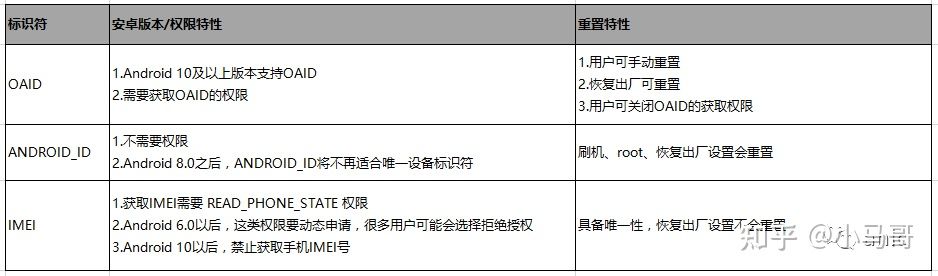 标识符 安卓版本/权限特性 重置特性
OAID
1.Android 10及以上版本支持OAID
2.需要获取OAID的权限
1.用户可手动重置
2.恢复出厂可重置
3.用户可关闭OAID的获取权限
ANDROID_ID
1.不需要权限
2.Android 8.0之后，ANDROID_ID将不再适合唯一设备标识符
刷机、root、恢复出厂设置会重置
IMEI
1.获取IMEI需要 READ_PHONE_STATE 权限
2.Android 6.0以后，这类权限要动态申请，很多用户可能会选择拒绝授权
3.Android 10以后，禁止获取手机IMEI号
具备唯一性，恢复出厂设置不会重置
知乎 @小马哥